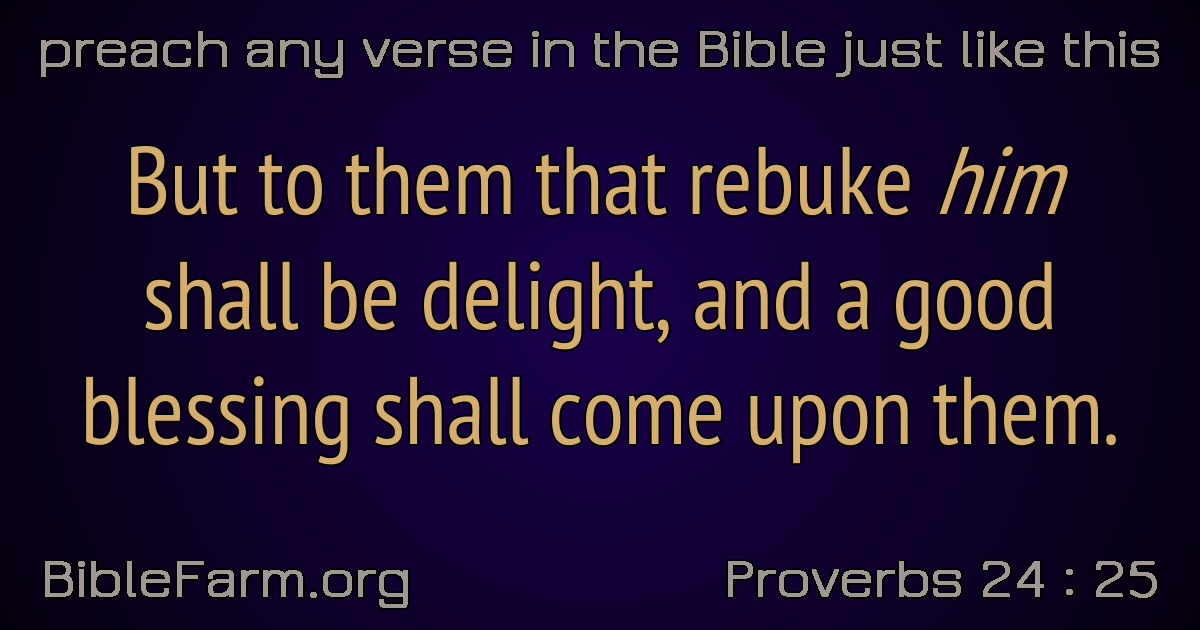 preach any verse in the Bible just like this
But to them that rebuke him
shall be delight, and a good
blessing shall come upon them.
BibleFarm.org
Proverbs 24 : 25